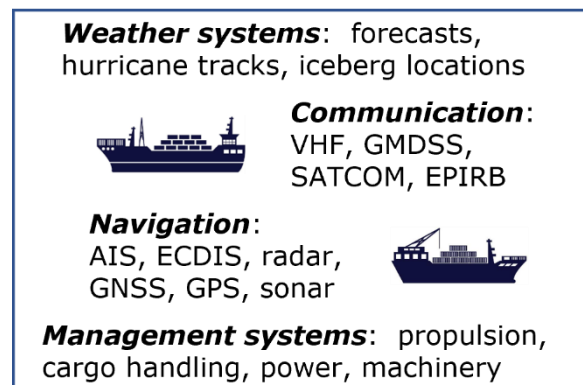 Weather systems: forecasts,
hurricane tracks, iceberg locations
Communication:
VHF, GMDSS,
SATCOM, EPIRB
Navigation:
AIS, ECDIS, radar,
GNSS, GPS, sonar
Management systems: propulsion,
cargo handling, power, machinery